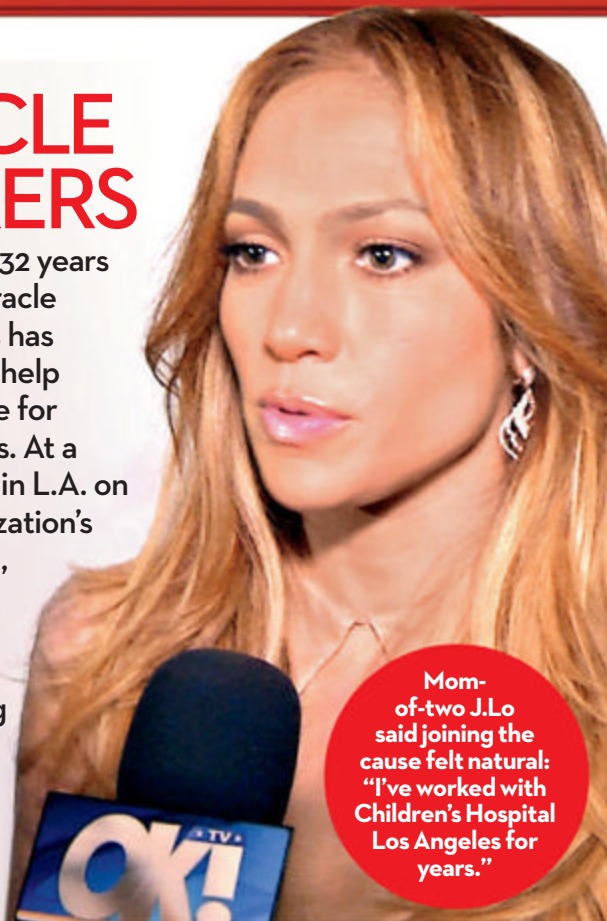 CLE
ERS
32 years
racle
has
help
e for
s. At a
in L.A. on
zation's
,
g
Mom-
of-two J.Lo
said joining the
cause felt natural:
“I’ve worked with
Children’s Hospital
Los Angeles for
years.”
OK!
TV